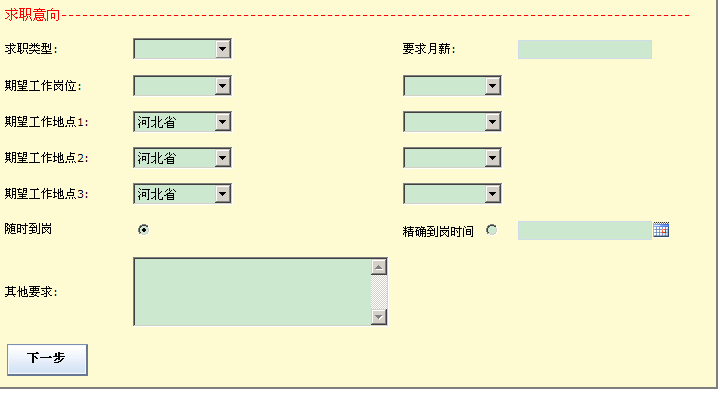 求职意向
求职类型: 要求月薪:
期望工作岗位:
期望工作地点1: 河北省
期望工作地点2: 河北省
期望工作地点3: 河北省
随时到岗 精确到岗时间
其他要求:
下一步